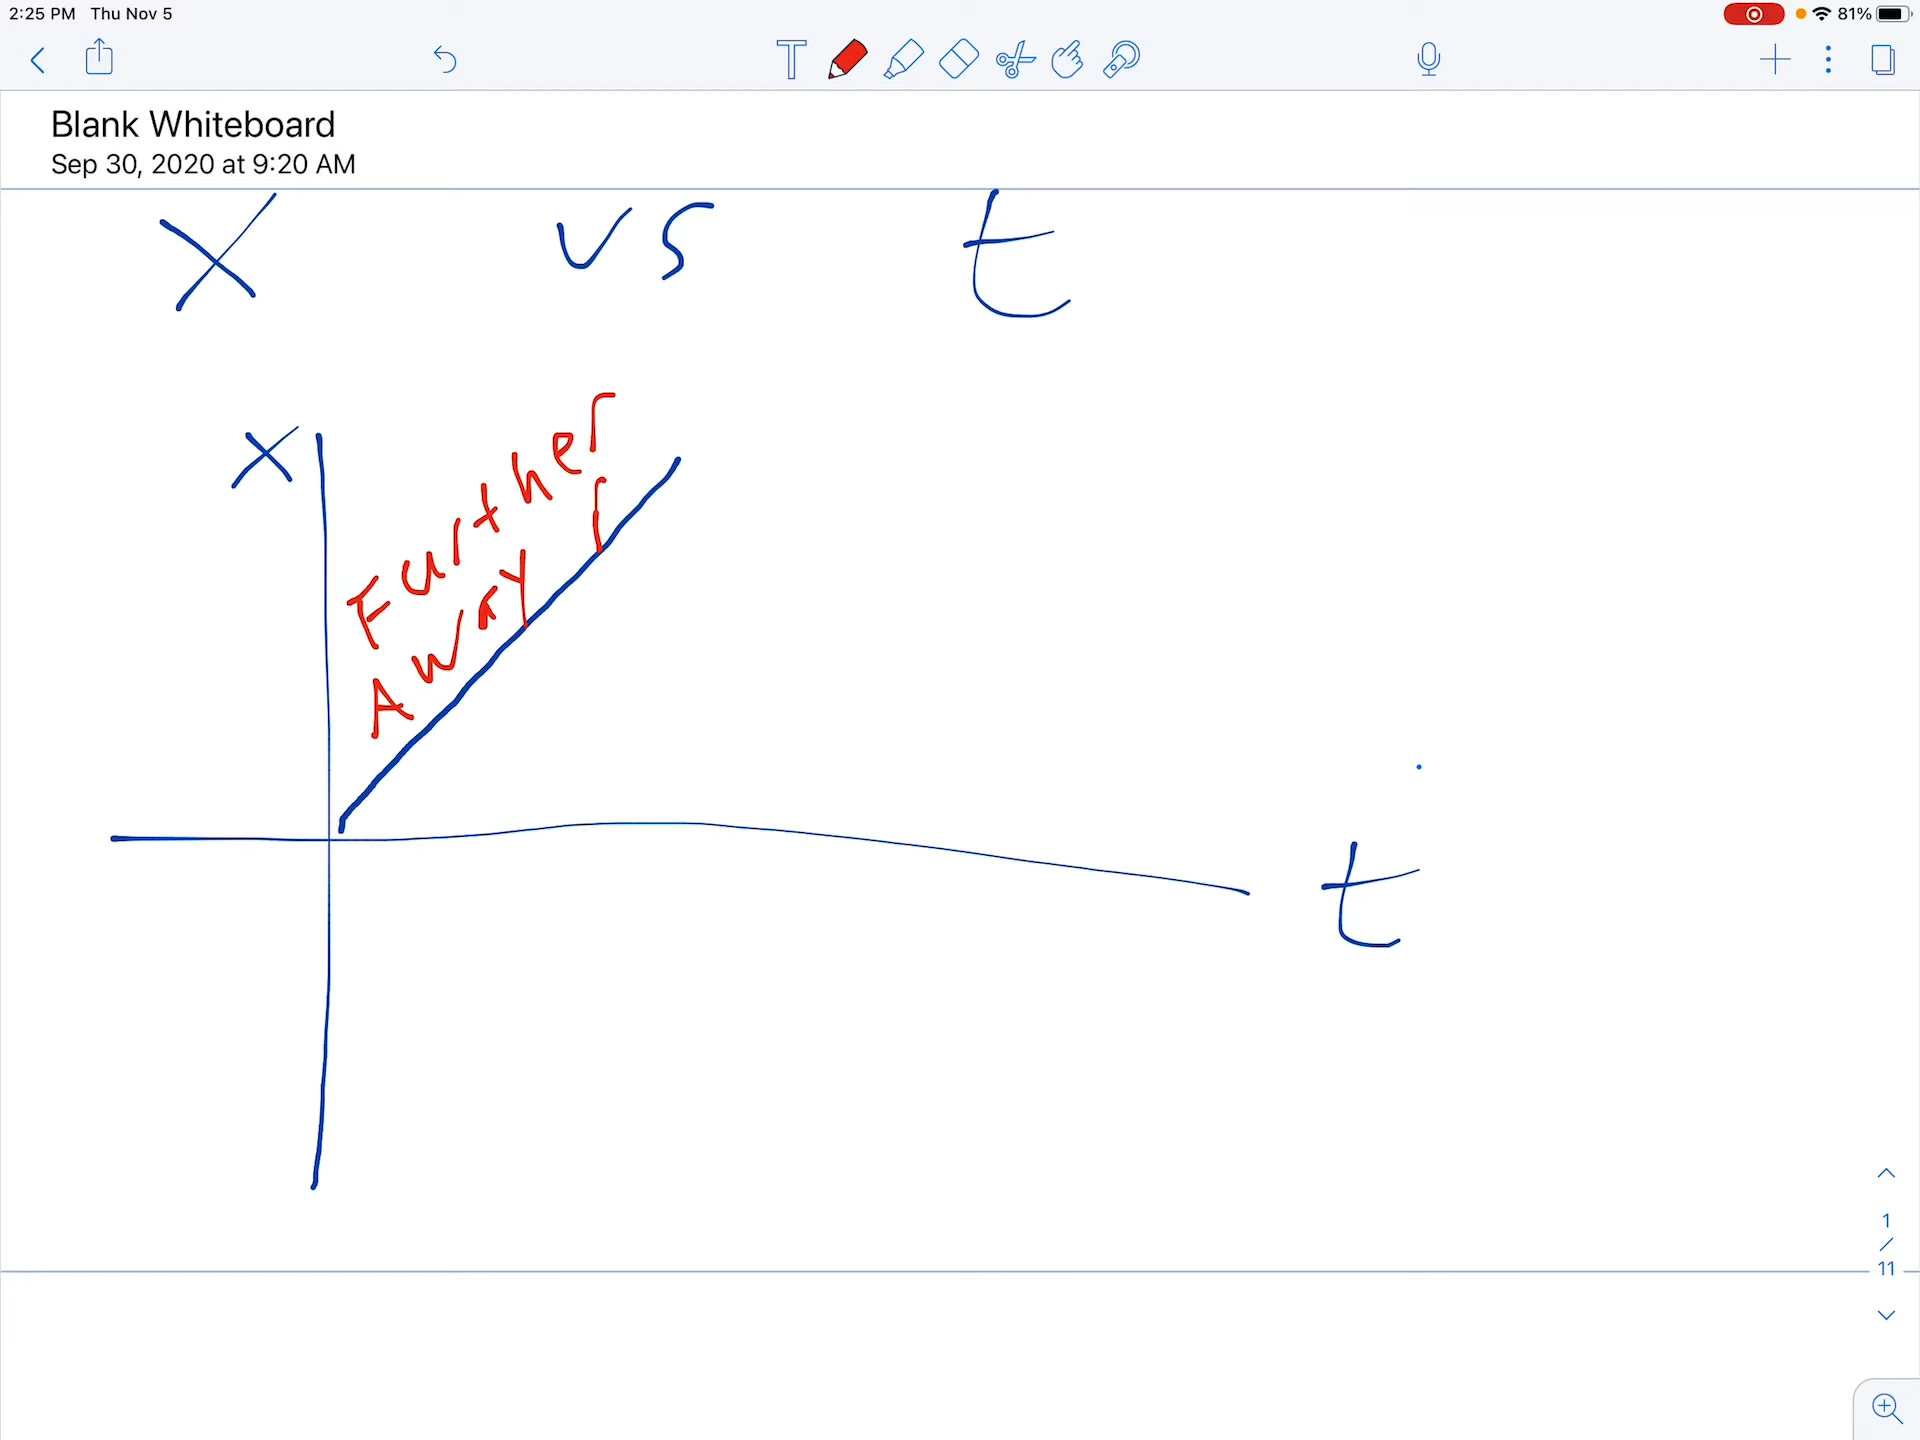 2:25 PM Thu Nov 5
81%
T
Blank Whiteboard
Sep 30, 2020 at 9:20 AM
x vs t
x
Further
Away
t
1
/
11